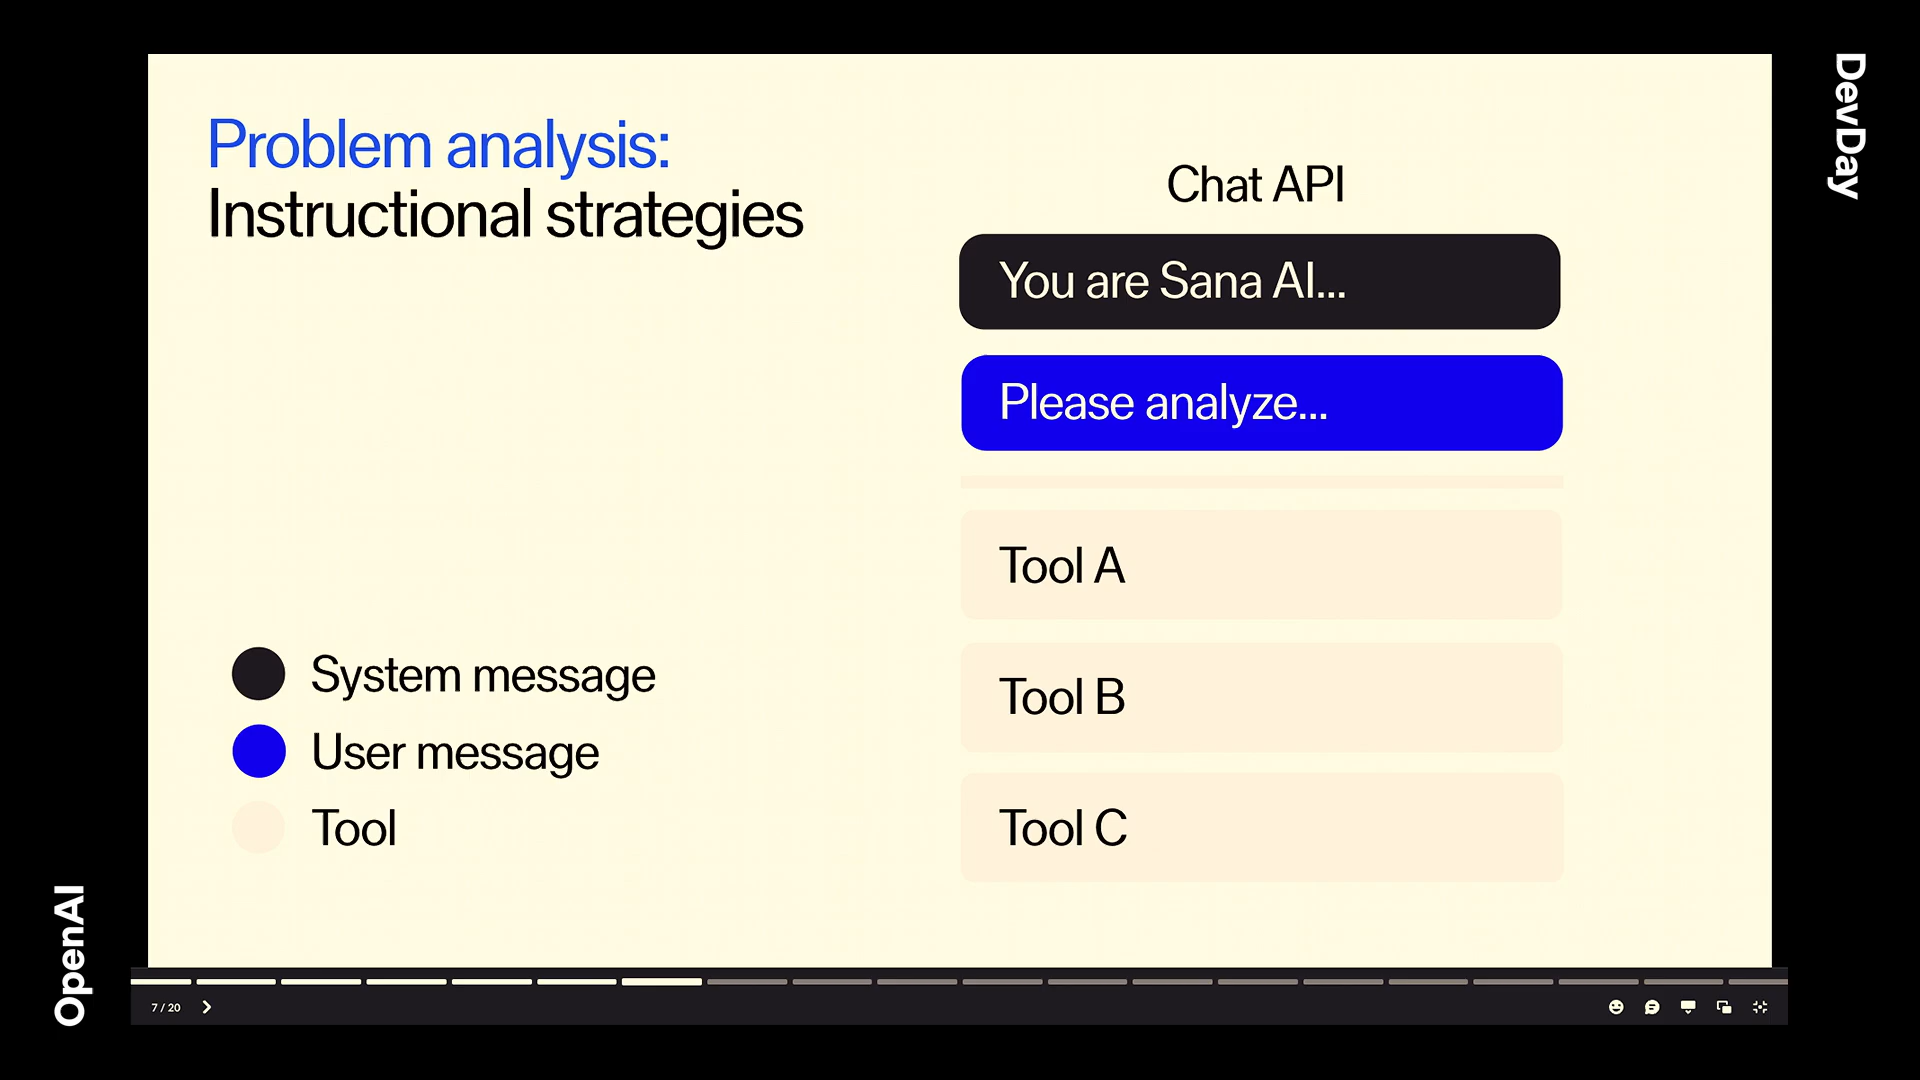 DevDay
Problem analysis:
Instructional strategies
Chat API
You are Sana AI...
Please analyze...
Tool A
Tool B
Tool C
System message
User message
Tool
OpenAI
7 / 20